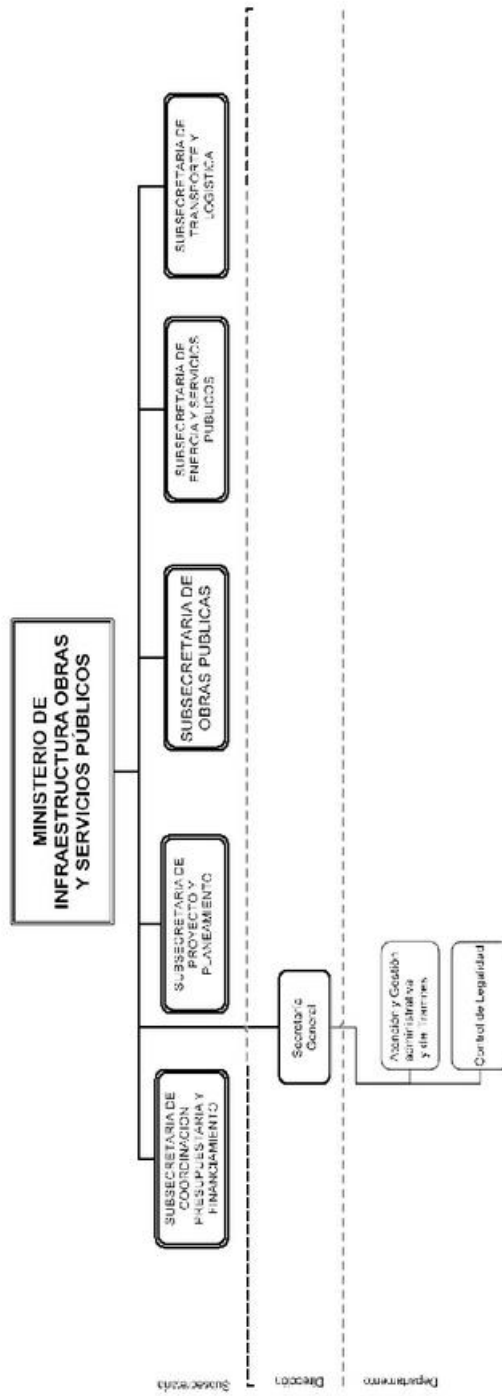 MINISTERIO DE
INFRAESTRUCTURA OBRAS
Y SERVICIOS PÚBLICOS
Subsecretaría
SUBSECRETARIA DE
COORDINACION
PRESUPUESTARIA Y
FINANCIAMIENTO
SUBSECRETARIA DE
PROYECTO Y
PLANEAMIENTO
SUBSECRETARIA DE
OBRAS PUBLICAS
SUBSECRETARIA DE
ENERGIA Y SERVICIOS
PUBLICOS
SUBSECRETARIA DE
TRANSPORTE Y
LOGISTICA
Dirección
Secretaría
General
Departamento
Atención y Gestión
administrativa
y de Tramites
Control de Legalidad